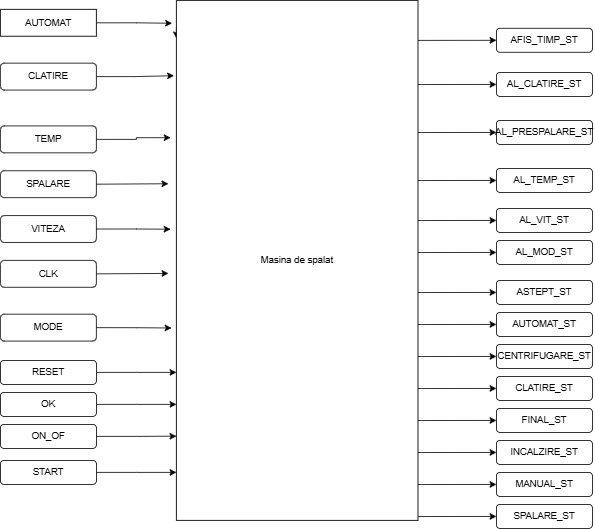 AUTOMAT
CLATIRE
TEMP
SPALARE
VITEZA
CLK
MODE
RESET
OK
ON_OF
START
Masina de spalat
AFIS_TIMP_ST
AL_CLATIRE_ST
AL_PRESPALARE_ST
AL_TEMP_ST
AL_VIT_ST
AL_MOD_ST
ASTEPT_ST
AUTOMAT_ST
CENTRIFUGARE_ST
CLATIRE_ST
FINAL_ST
INCALZIRE_ST
MANUAL_ST
SPALARE_ST